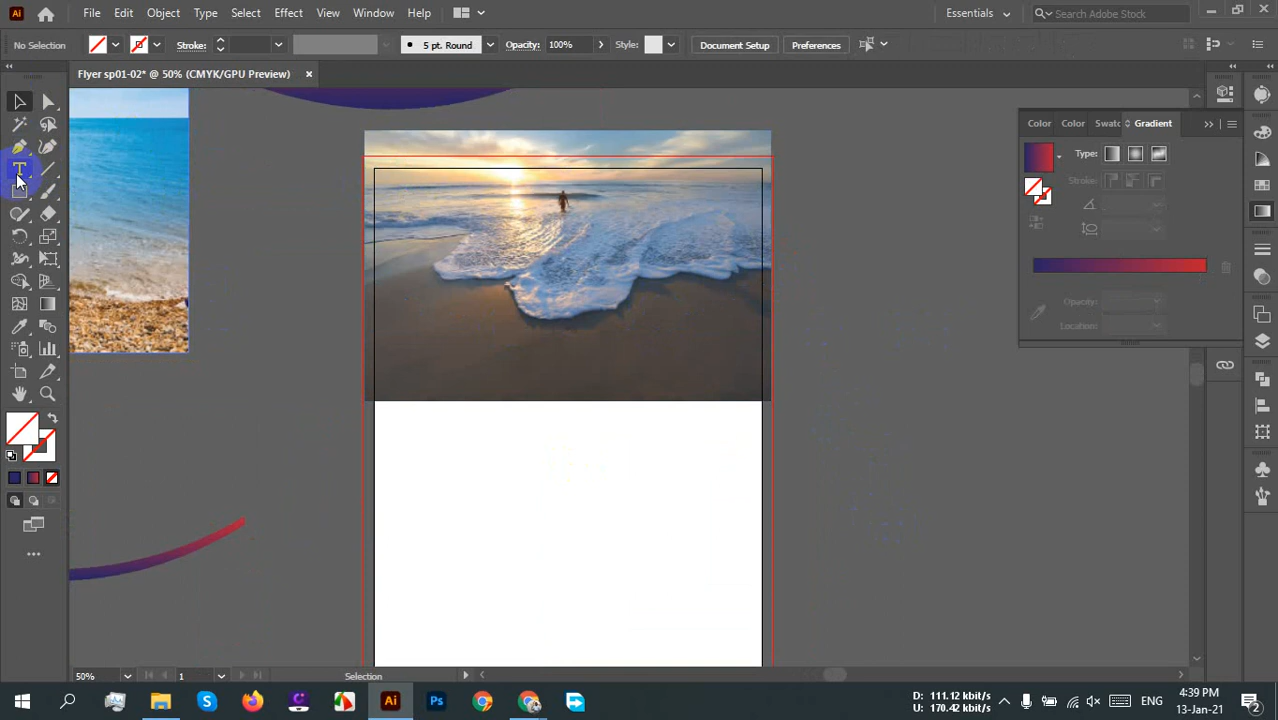 Ai File Edit Object Type Select Effect View Window Help Essentials Search Adobe Stock
No Selection Stroke: 5 pt. Round Opacity: 100% Style: Document Setup Preferences
Flyer sp01-02* @ 50% (CMYK/GPU Preview) ×
Color Color Swatc Gradient
Type:
Stroke:
Opacity:
Location:
50% 1 Selection
Ai Ps D: 111.12 kbit/s ENG 4:39 PM
U: 170.42 kbit/s 13-Jan-21 2